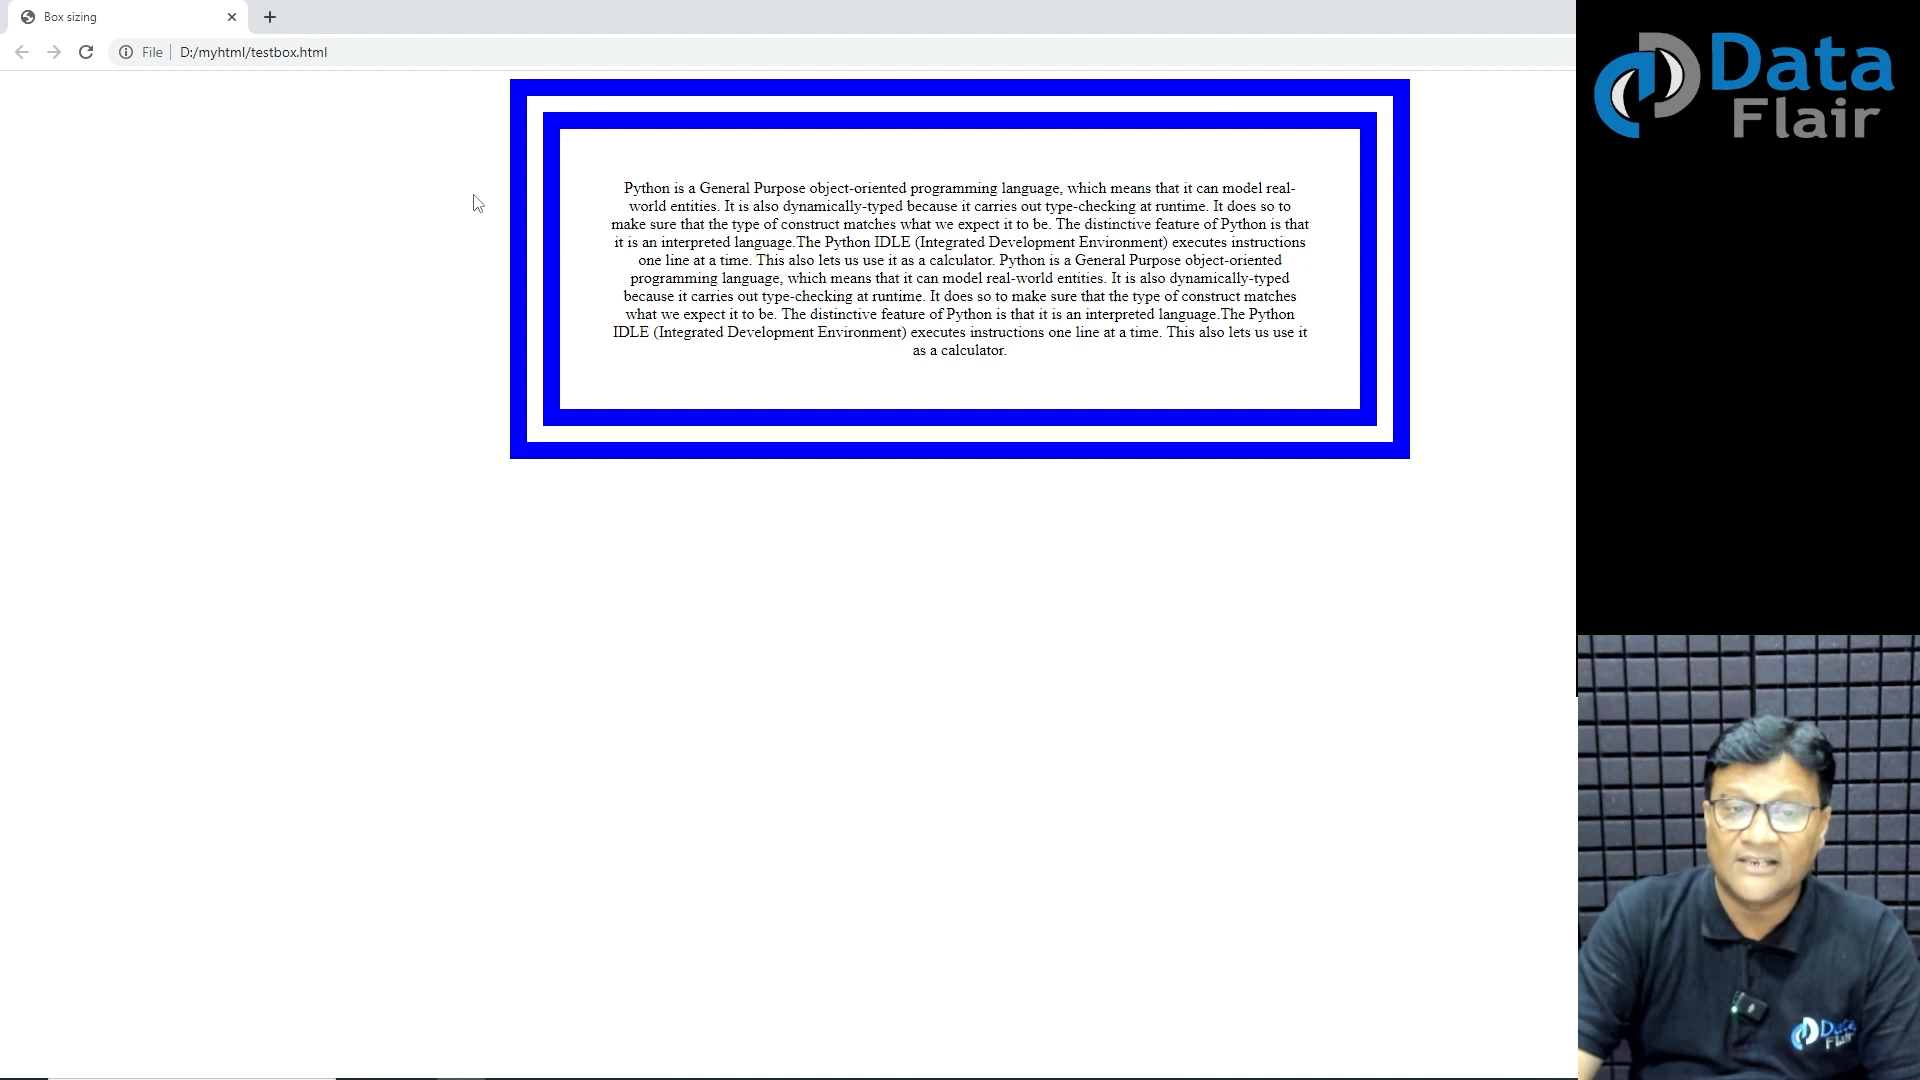 Box sizing
File
D:/myhtml/testbox.html
Data
Flair
Python is a General Purpose object-oriented programming language, which means that it can model real-
world entities. It is also dynamically-typed because it carries out type-checking at runtime. It does so to
make sure that the type of construct matches what we expect it to be. The distinctive feature of Python is that
it is an interpreted language.The Python IDLE (Integrated Development Environment) executes instructions
one line at a time. This also lets us use it as a calculator. Python is a General Purpose object-oriented
programming language, which means that it can model real-world entities. It is also dynamically-typed
because it carries out type-checking at runtime. It does so to make sure that the type of construct matches
what we expect it to be. The distinctive feature of Python is that it is an interpreted language.The Python
IDLE (Integrated Development Environment) executes instructions one line at a time. This also lets us use it
as a calculator.
Data
Flair